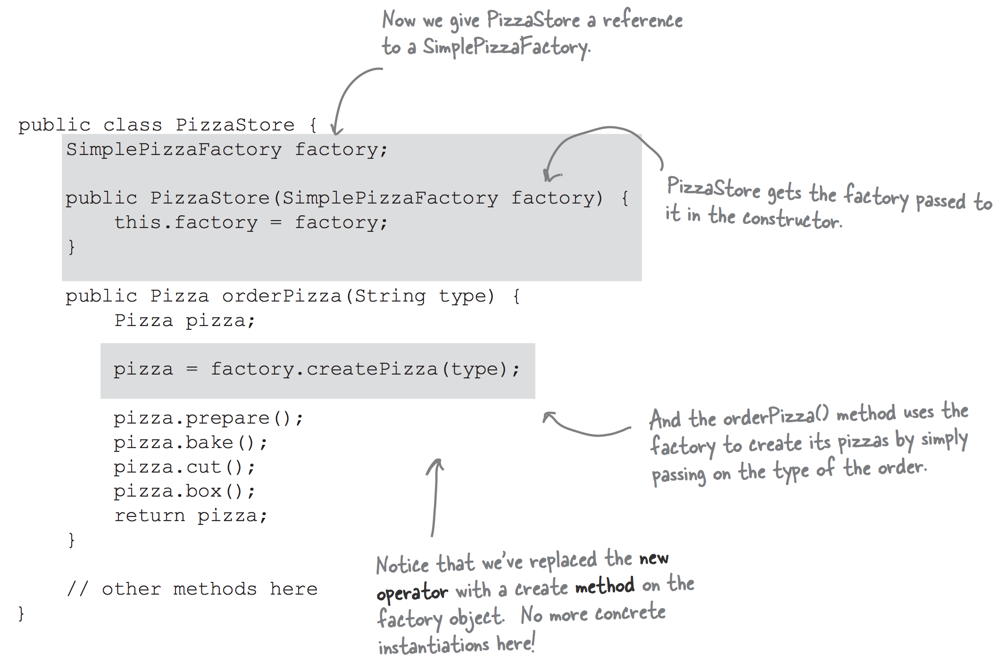 Now we give PizzaStore a reference
to a SimplePizzaFactory.
public class PizzaStore {
SimplePizzaFactory factory;
public PizzaStore(SimplePizzaFactory factory) {
this.factory = factory;
}
PizzaStore gets the factory passed to
it in the constructor.
public Pizza orderPizza(String type) {
Pizza pizza;
pizza = factory.createPizza(type);
pizza.prepare();
pizza.bake();
pizza.cut();
pizza.box();
return pizza;
}
And the orderPizza() method uses the
factory to create its pizzas by simply
passing on the type of the order.
// other methods here
}
Notice that we've replaced the new
operator with a create method on the
factory object. No more concrete
instantiations here!